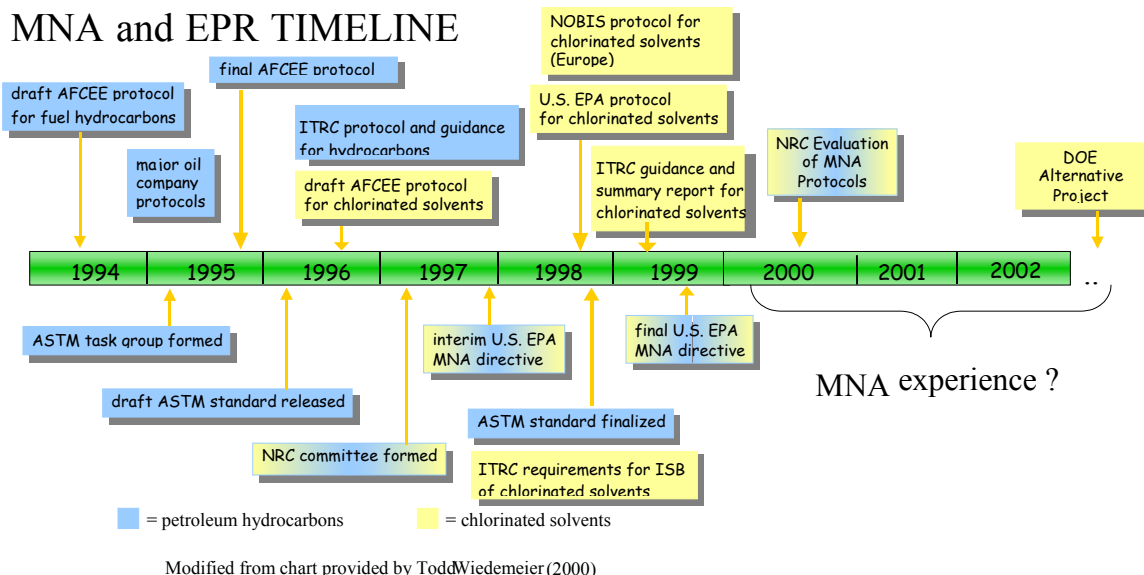 MNA and EPR TIMELINE
draft AFCEE protocol
for fuel hydrocarbons
major oil
company
protocols
final AFCEE protocol
ITRC protocol and guidance
for hydrocarbons
draft AFCEE protocol
for chlorinated solvents
NOBIS protocol for
chlorinated solvents
(Europe)
U.S. EPA protocol
for chlorinated solvents
ITRC guidance and
summary report for
chlorinated solvents
NRC Evaluation
of MNA
Protocols
DOE
Alternative
Project
1994 1995 1996 1997 1998 1999 2000 2001 2002 ..
ASTM task group formed
draft ASTM standard released
NRC committee formed
interim U.S. EPA
MNA directive
ASTM standard finalized
ITRC requirements for ISB
of chlorinated solvents
final U.S. EPA
MNA directive
MNA experience ?
= petroleum hydrocarbons
= chlorinated solvents
Modified from chart provided by ToddWiedemeier (2000)